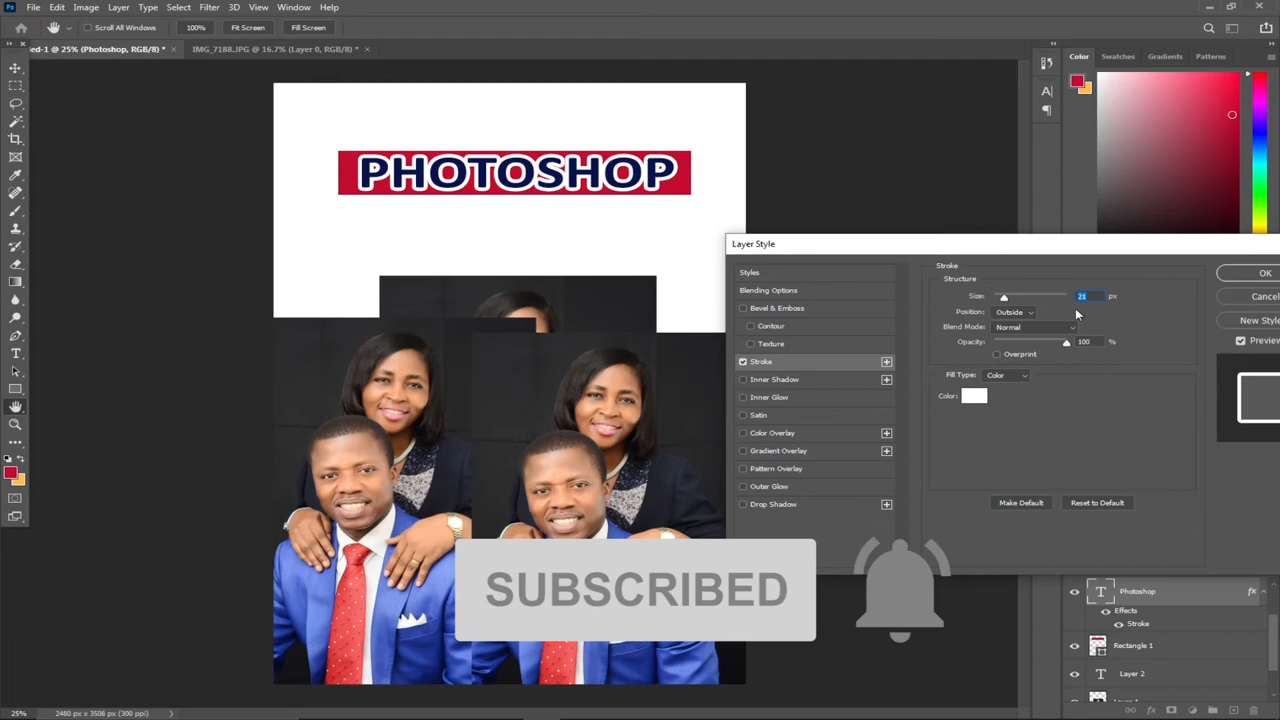 Ps File Edit Image Layer Type Select Filter 3D View Window Help
Scroll All Windows 100% Fit Screen Fill Screen
ed-1 @ 25% (Photoshop, RGB/8) * × IMG_7188.JPG @ 16.7% (Layer 0, RGB/8) * ×
Color Swatches Gradients Patterns
PHOTOSHOP
Layer Style
Styles
Blending Options
Bevel & Emboss
Contour
Texture
Stroke
Inner Shadow
Inner Glow
Satin
Color Overlay
Gradient Overlay
Pattern Overlay
Outer Glow
Drop Shadow
Stroke
Structure
Size: 21 px
Position: Outside
Blend Mode: Normal
Opacity: 100 %
Overprint
Fill Type: Color
Color:
Make Default Reset to Default
OK
Cancel
New Style
Preview
SUBSCRIBED
Photoshop fx
Effects
Stroke
Rectangle 1
T Layer 2
25% 2480 px x 3508 px (300 ppi)